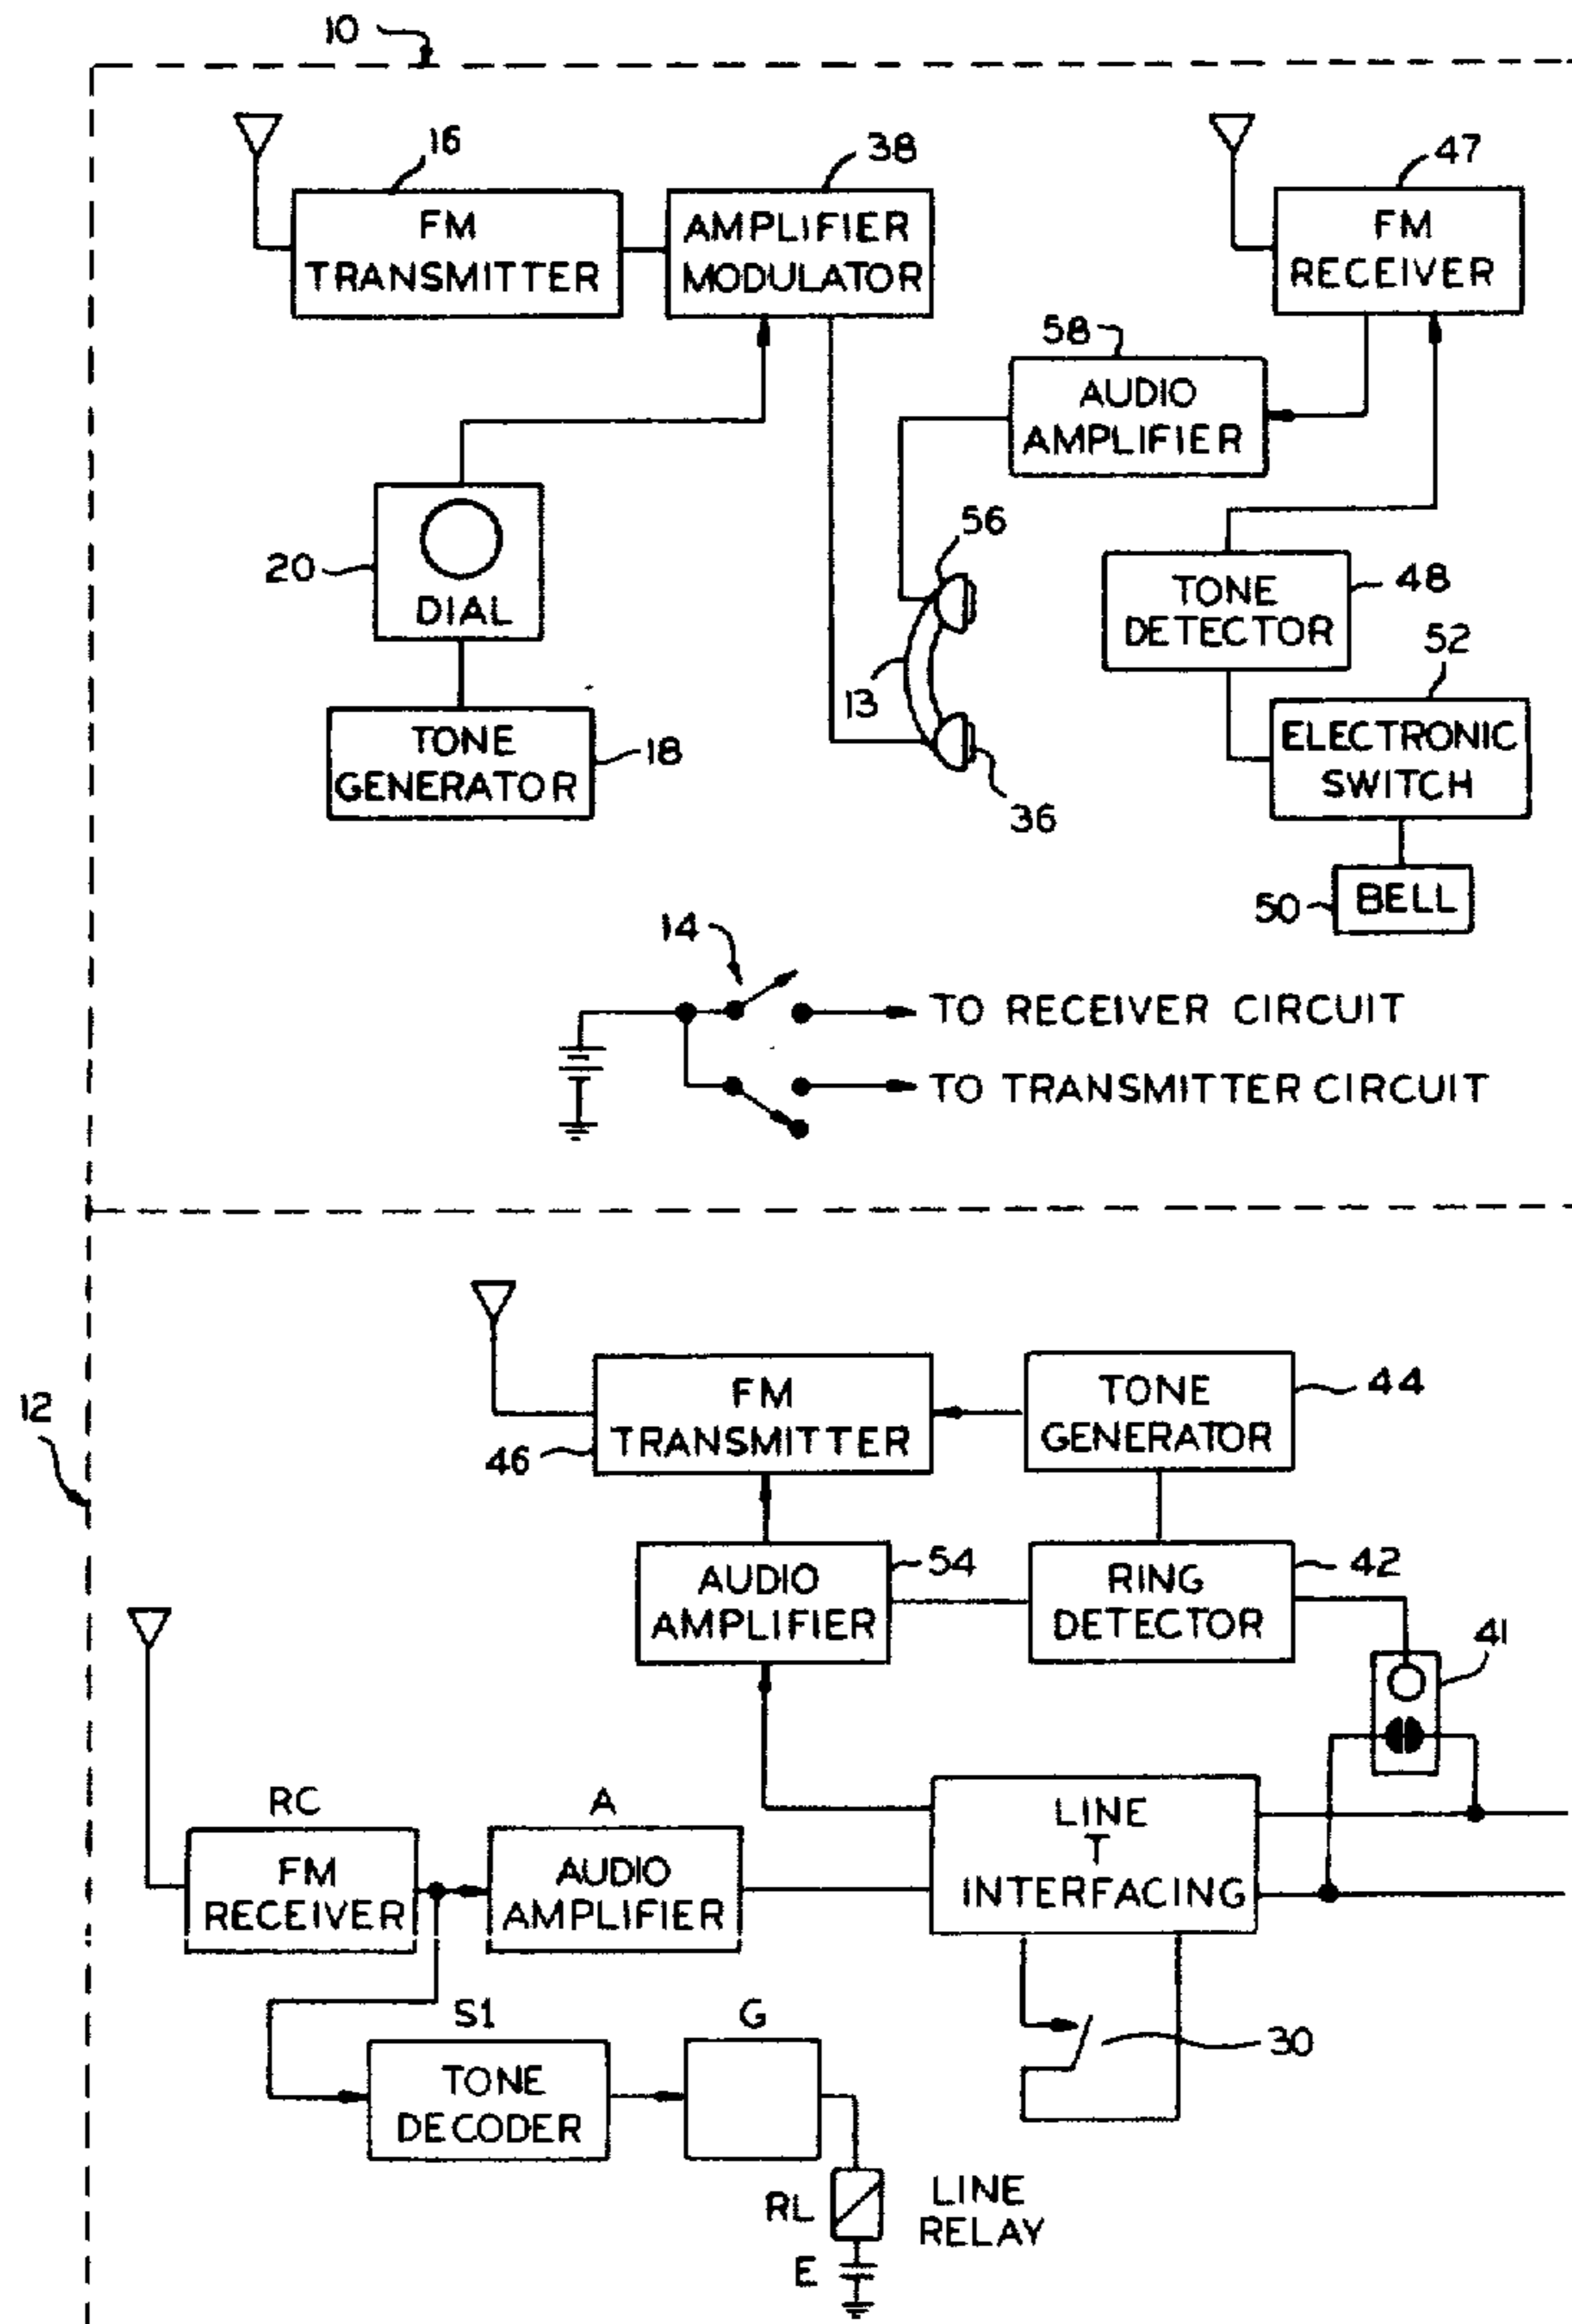 10
16
38
47
FM
TRANSMITTER
AMPLIFIER
MODULATOR
FM
RECEIVER
58
AUDIO
AMPLIFIER
56
20
DIAL
TONE
DETECTOR
48
52
13
TONE
GENERATOR
18
ELECTRONIC
SWITCH
36
50
BELL
14
TO RECEIVER CIRCUIT
TO TRANSMITTER CIRCUIT
12
FM
TRANSMITTER
46
TONE
GENERATOR
44
AUDIO
AMPLIFIER
54
RING
DETECTOR
42
41
RC
A
FM
RECEIVER
AUDIO
AMPLIFIER
LINE
T
INTERFACING
S1
G
30
TONE
DECODER
RL
LINE
RELAY
E